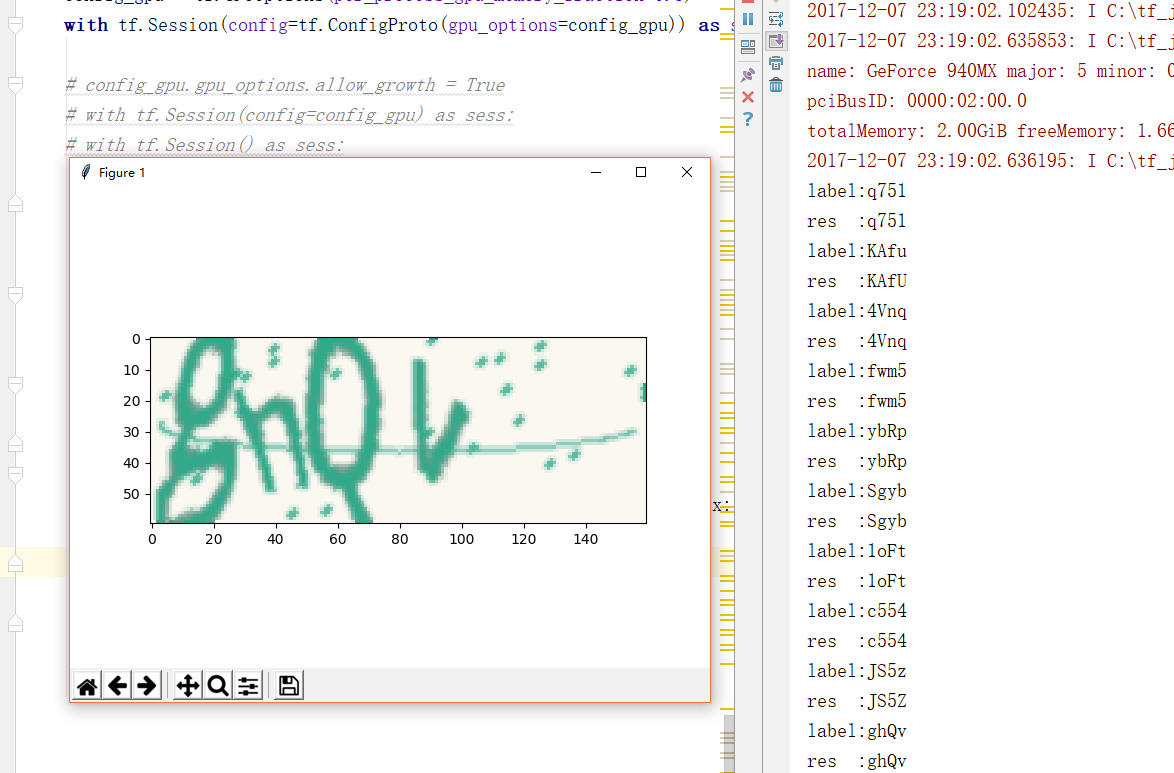 with tf.Session(config=tf.ConfigProto(gpu_options=config_gpu)) as
# config_gpu.gpu_options.allow_growth = True
# with tf.Session(config=config_gpu) as sess:
# with tf.Session() as sess:
Figure 1
0
10
20
30
40
50
ghQv
0 20 40 60 80 100 120 140
x:
2017-12-07 23:19:02.102435: I C:\tf_j
2017-12-07 23:19:02.635853: I C:\tf_j
name: GeForce 940MX major: 5 minor: 0
pciBusID: 0000:02:00.0
totalMemory: 2.00GiB freeMemory: 1.66
2017-12-07 23:19:02.636195: I C:\tf_j
label:q751
res  :q751
label:KAfu
res  :KAfU
label:4Vnq
res  :4Vnq
label:fwm5
res  :fwm5
label:ybRp
res  :ybRp
label:Sgyb
res  :Sgyb
label:1oFt
res  :1oFt
label:c554
res  :c554
label:JS5z
res  :JS5Z
label:ghQv
res  :ghQv